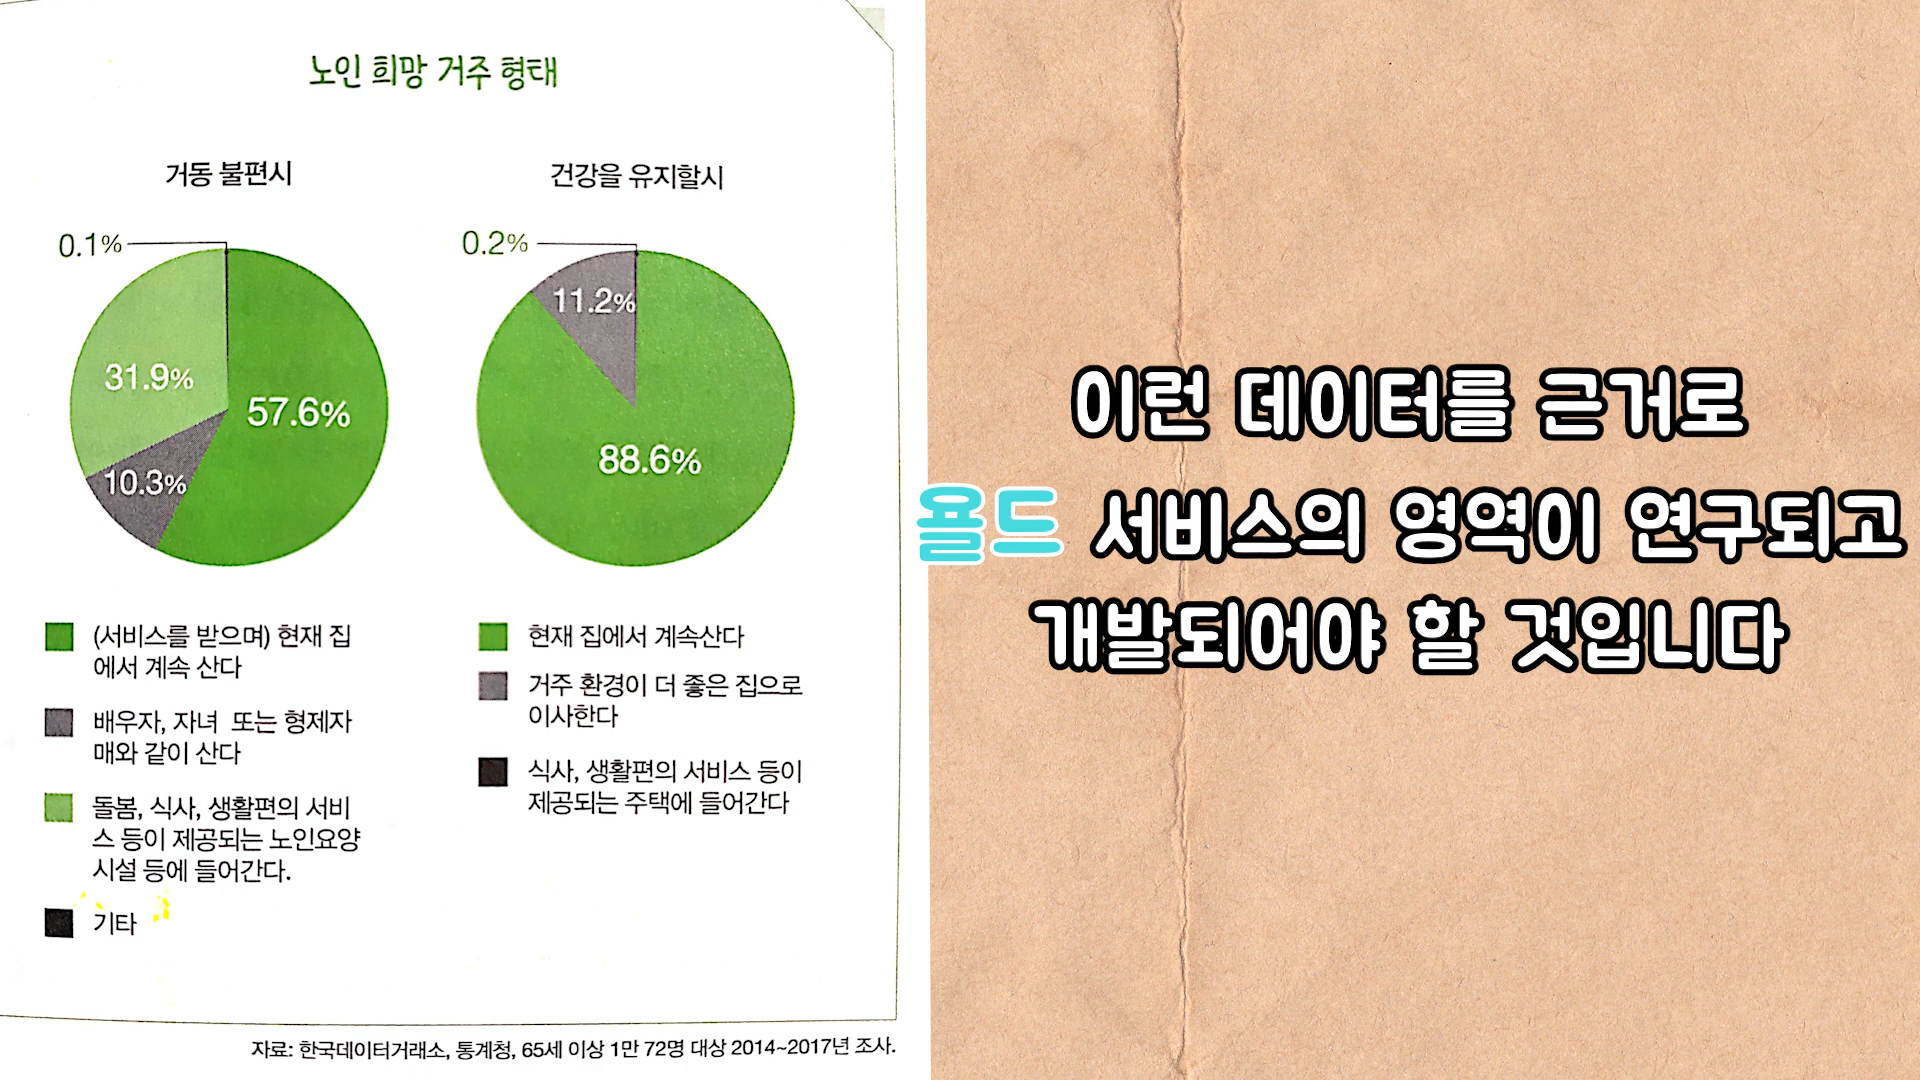 노인 희망 거주 형태
거동 불편시
0.1%
31.9%
57.6%
10.3%
(서비스를 받으며) 현재 집
에서 계속 산다
배우자, 자녀 또는 형제자
매와 같이 산다
돌봄, 식사, 생활편의 서비
스 등이 제공되는 노인요양
시설 등에 들어간다.
기타
건강을 유지할시
0.2%
11.2%
88.6%
현재 집에서 계속산다
거주 환경이 더 좋은 집으로
이사한다
식사, 생활편의 서비스 등이
제공되는 주택에 들어간다
자료: 한국데이터거래소, 통계청, 65세 이상 1만 72명 대상 2014~2017년 조사.
이런 데이터를 근거로
욜드 서비스의 영역이 연구되고
개발되어야 할 것입니다